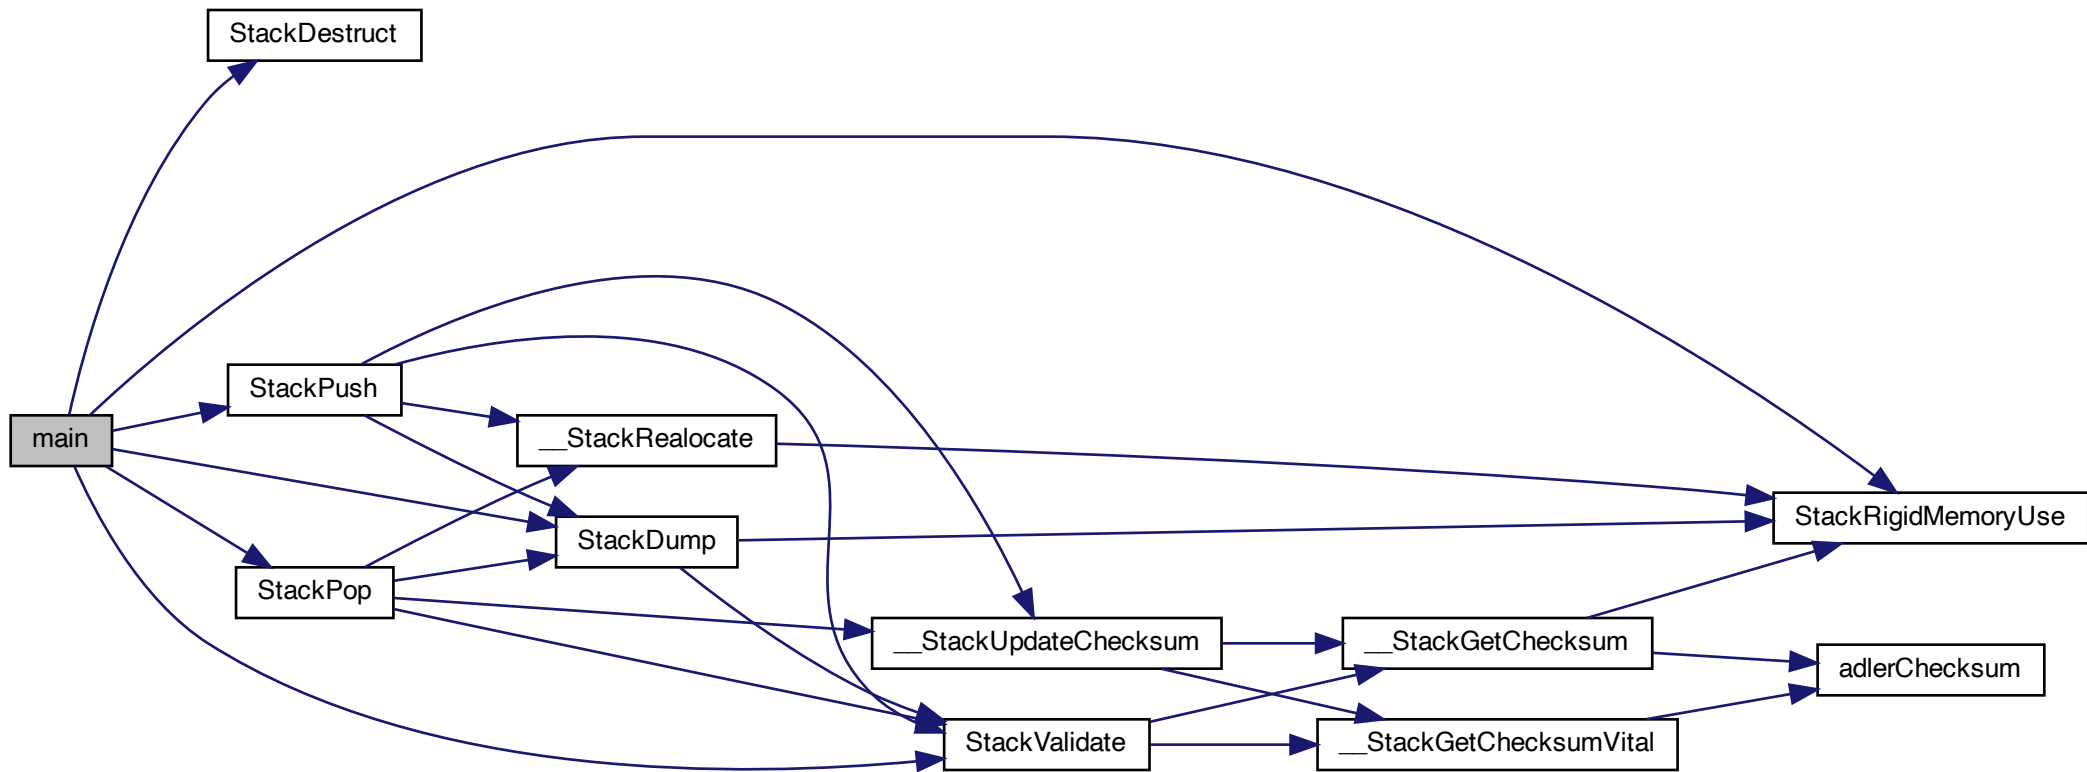 StackDestruct
StackPush
main
__StackRealocate
StackRigidMemoryUse
StackDump
StackPop
__StackUpdateChecksum
__StackGetChecksum
adlerChecksum
StackValidate
__StackGetChecksumVital